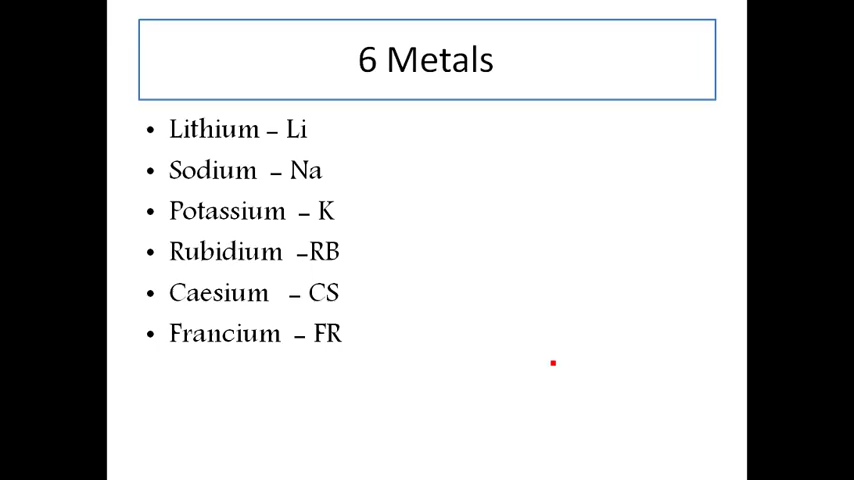 6 Metals
• Lithium – Li
• Sodium – Na
• Potassium – K
• Rubidium –RB
• Caesium – CS
• Francium – FR